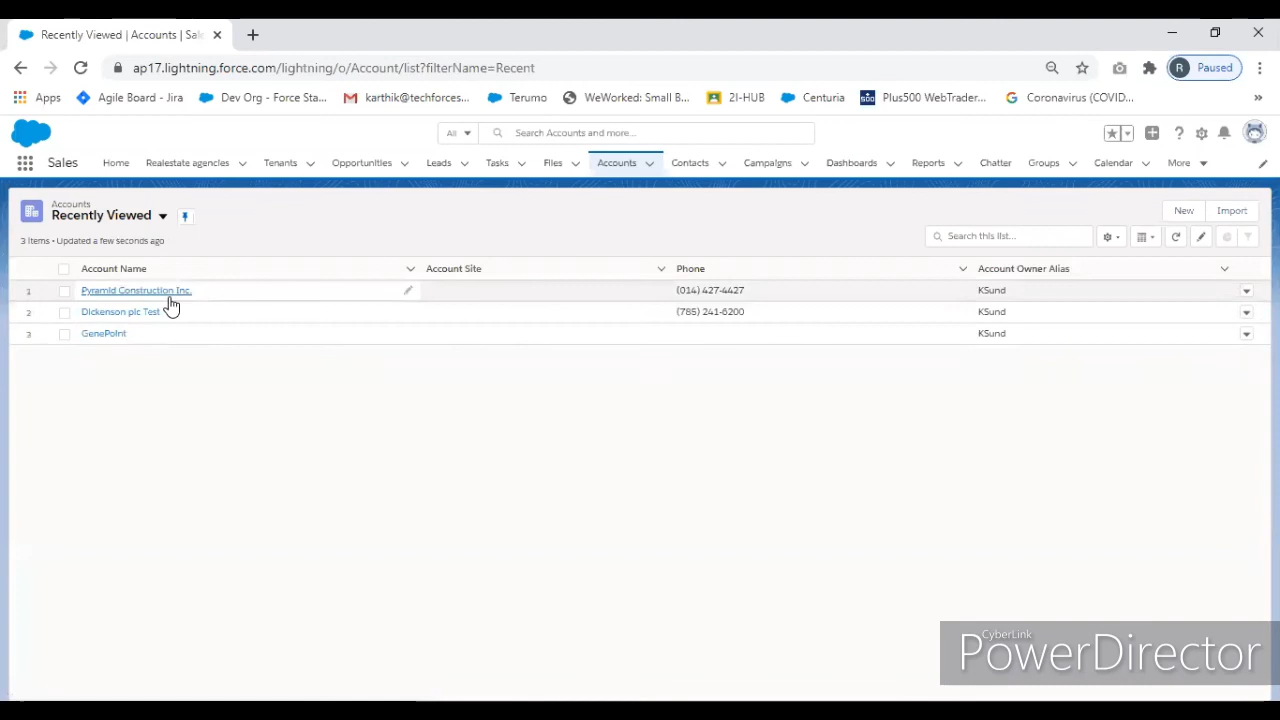 Recently Viewed | Accounts | Sal
ap17.lightning.force.com/lightning/o/Account/list?filterName=Recent
R Paused
Apps Agile Board - Jira Dev Org - Force Sta... karthik@techforces... Terumo WeWorked: Small B... 2I-HUB Centuria Plus500 WebTrader... Coronavirus (COVID... »
All Search Accounts and more...
Sales Home Realestate agencies Tenants Opportunities Leads Tasks Files Accounts Contacts Campaigns Dashboards Reports Chatter Groups Calendar More
Accounts
Recently Viewed
New Import
3 items • Updated a few seconds ago
Search this list...
Account Name Account Site Phone Account Owner Alias
1 Pyramid Construction Inc. (014) 427-4427 KSund
2 Dickenson plc Test (785) 241-6200 KSund
3 GenePoint KSund
CyberLink
PowerDirector